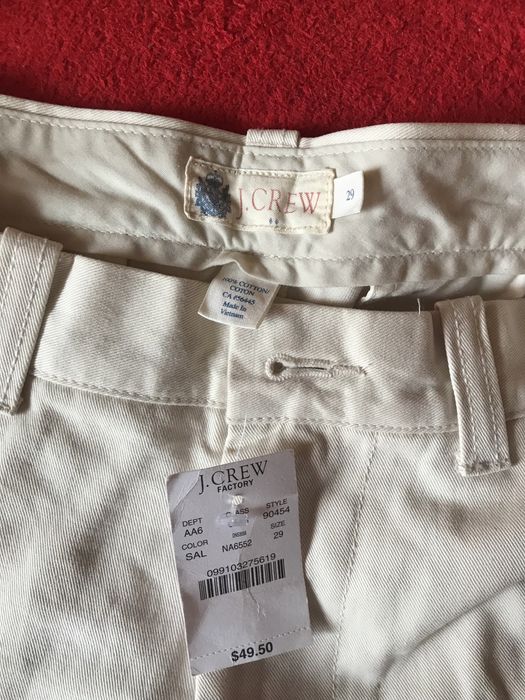 J.CREW
29
100% COTTON/
COTON
CA #56445
Made In
Vietnam
J.CREW
FACTORY
DEPT CLASS STYLE
AA6 90454
COLOR SIZE
SAL NA6552 29
099103275619
$49.50